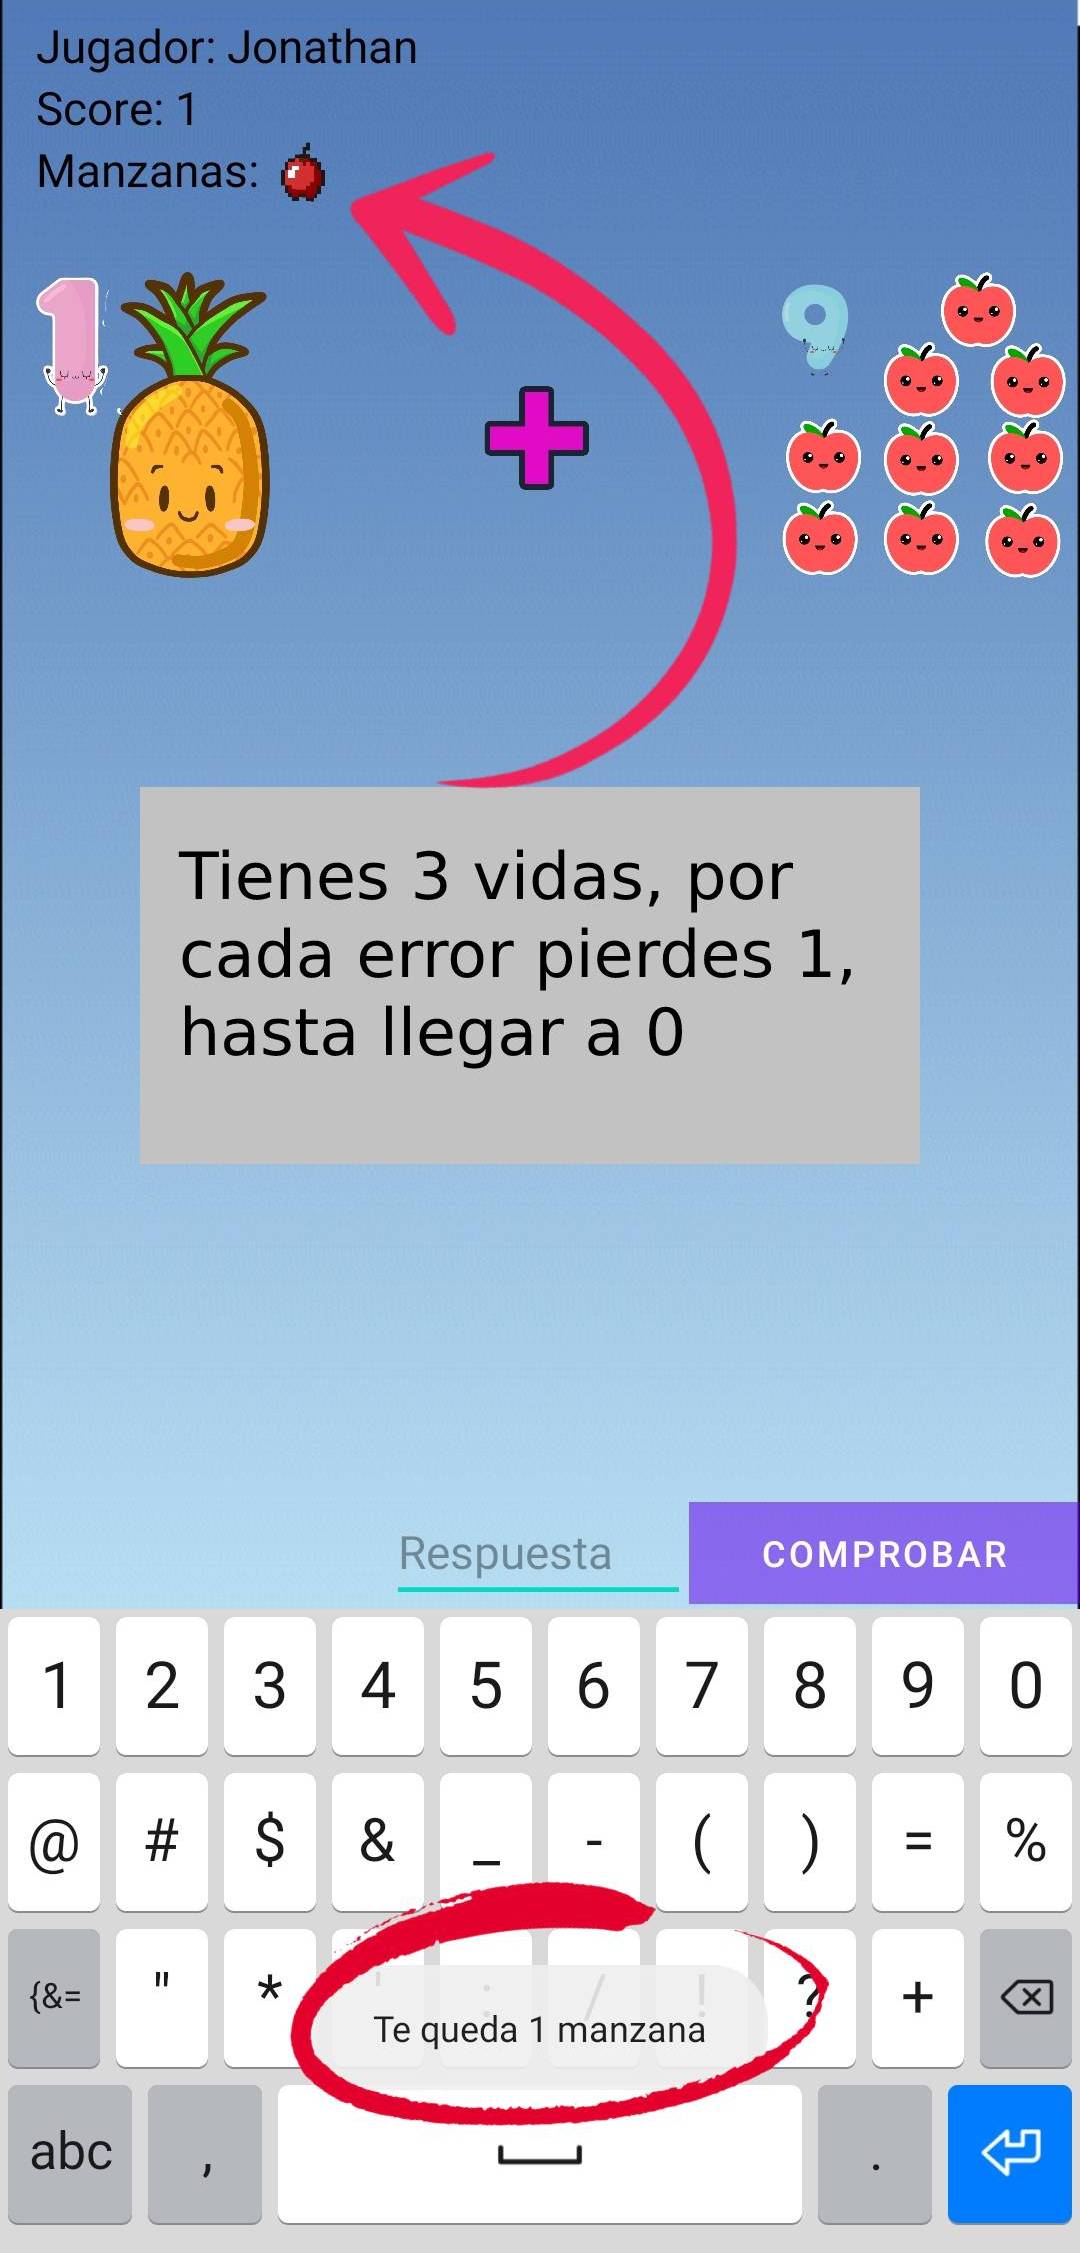 Jugador: Jonathan
Score: 1
Manzanas:
1
9
Tienes 3 vidas, por
cada error pierdes 1,
hasta llegar a 0
Respuesta
COMPROBAR
1 2 3 4 5 6 7 8 9 0
@ # $ & _ - ( ) = %
{&= " * ' : / ! ? +
Te queda 1 manzana
abc , .